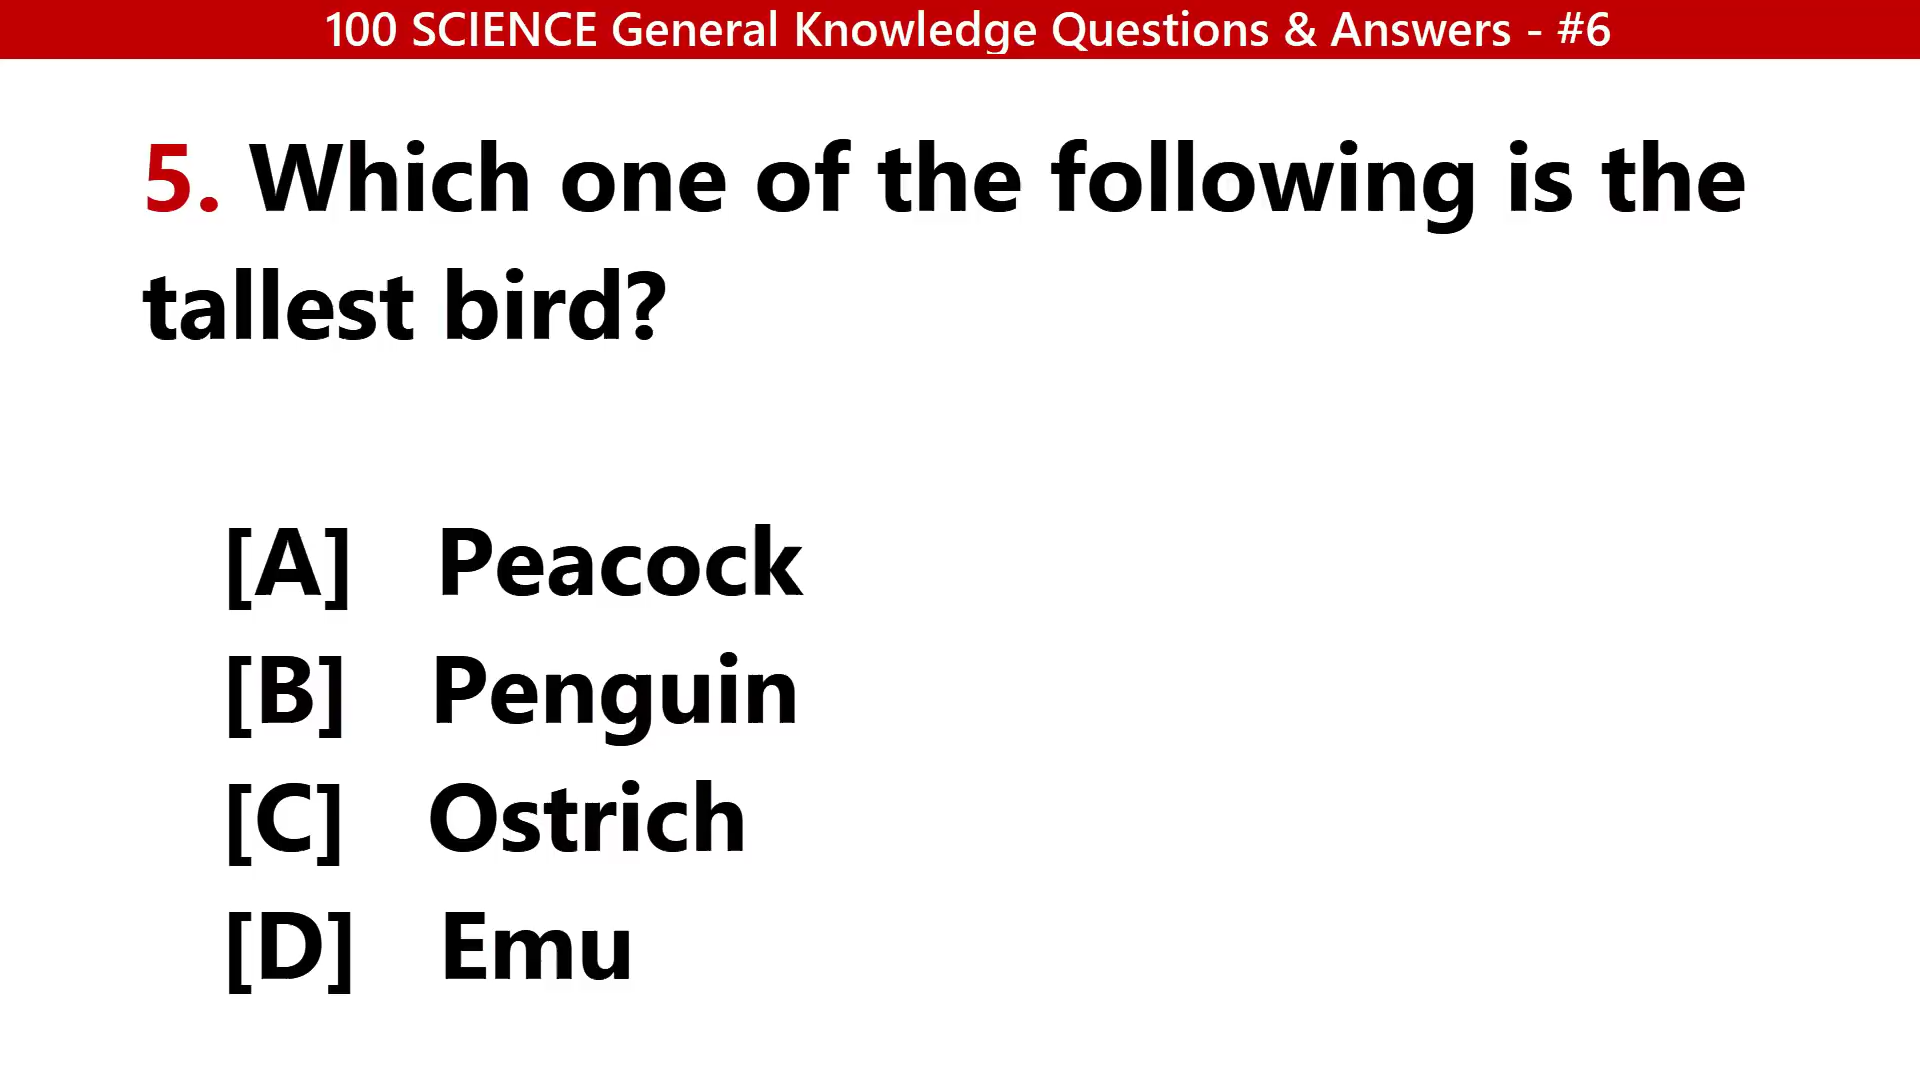 100 SCIENCE General Knowledge Questions & Answers - #6
5. Which one of the following is the
tallest bird?
[A] Peacock
[B] Penguin
[C] Ostrich
[D] Emu